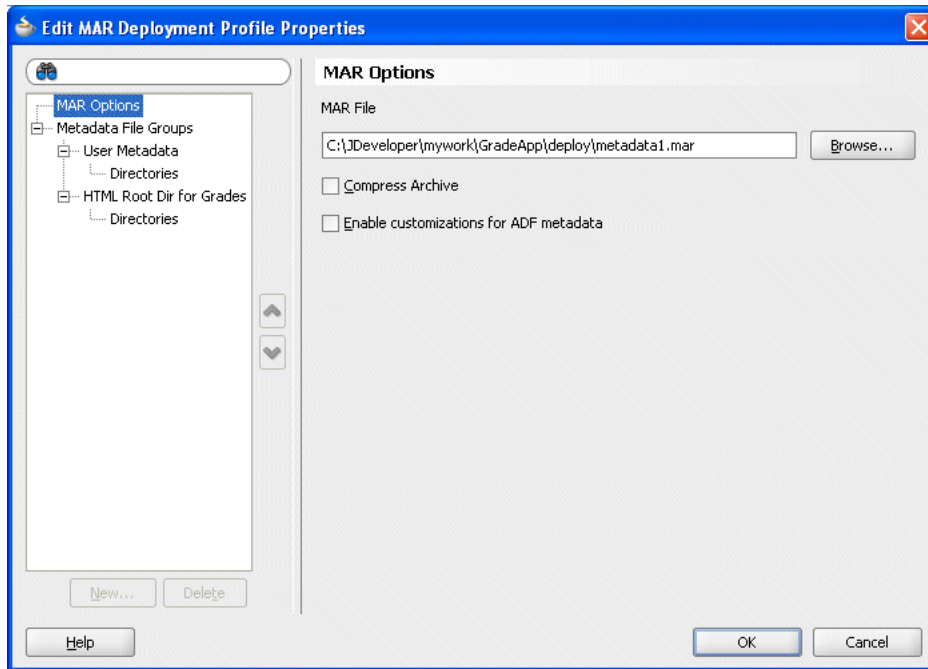 Edit MAR Deployment Profile Properties
MAR Options
Metadata File Groups
User Metadata
Directories
HTML Root Dir for Grades
Directories
New...
Delete
MAR Options
MAR File
C:\JDeveloper\mywork\GradeApp\deploy\metadata1.mar
Browse...
Compress Archive
Enable customizations for ADF metadata
Help
OK
Cancel